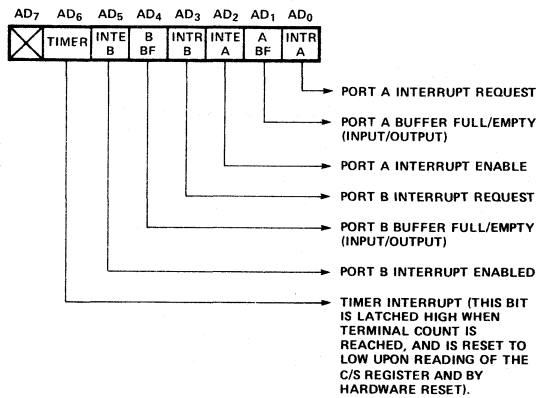 AD7 AD6 AD5 AD4 AD3 AD2 AD1 AD0
TIMER INTE B B BF INTR B INTE A A BF INTR A
PORT A INTERRUPT REQUEST
PORT A BUFFER FULL/EMPTY
(INPUT/OUTPUT)
PORT A INTERRUPT ENABLE
PORT B INTERRUPT REQUEST
PORT B BUFFER FULL/EMPTY
(INPUT/OUTPUT)
PORT B INTERRUPT ENABLED
TIMER INTERRUPT (THIS BIT
IS LATCHED HIGH WHEN
TERMINAL COUNT IS
REACHED, AND IS RESET TO
LOW UPON READING OF THE
C/S REGISTER AND BY
HARDWARE RESET).